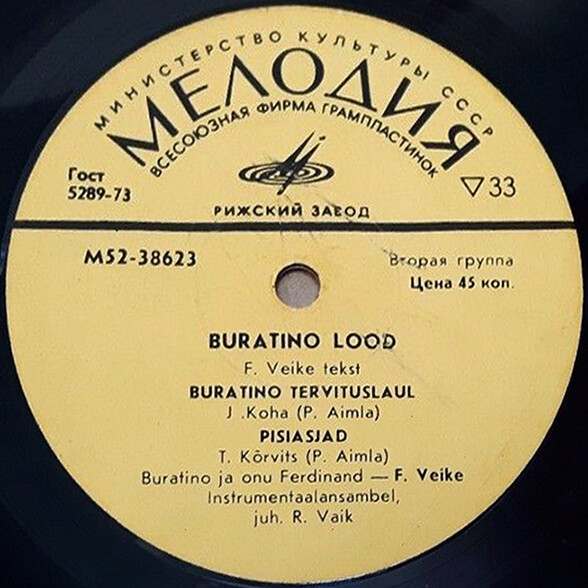 МИНИСТЕРСТВО КУЛЬТУРЫ СССР
МЕЛОДИЯ
ВСЕСОЮЗНАЯ ФИРМА ГРАМПЛАСТИНОК
Гост
5289-73
▽33
РИЖСКИЙ ЗАВОД
М52-38623
Вторая группа
Цена 45 коп.
BURATINO LOOD
F. Veike tekst
BURATINO TERVITUSLAUL
J .Koha (P. Aimla)
PISIASJAD
T. Kõrvits (P. Aimla)
Buratino ja onu Ferdinand — F. Veike
Instrumentaalansambel,
juh. R. Vaik